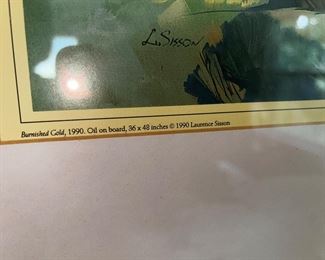 L. Sisson
Burnished Gold, 1990. Oil on board, 36 x 48 inches © 1990 Laurence Sisson